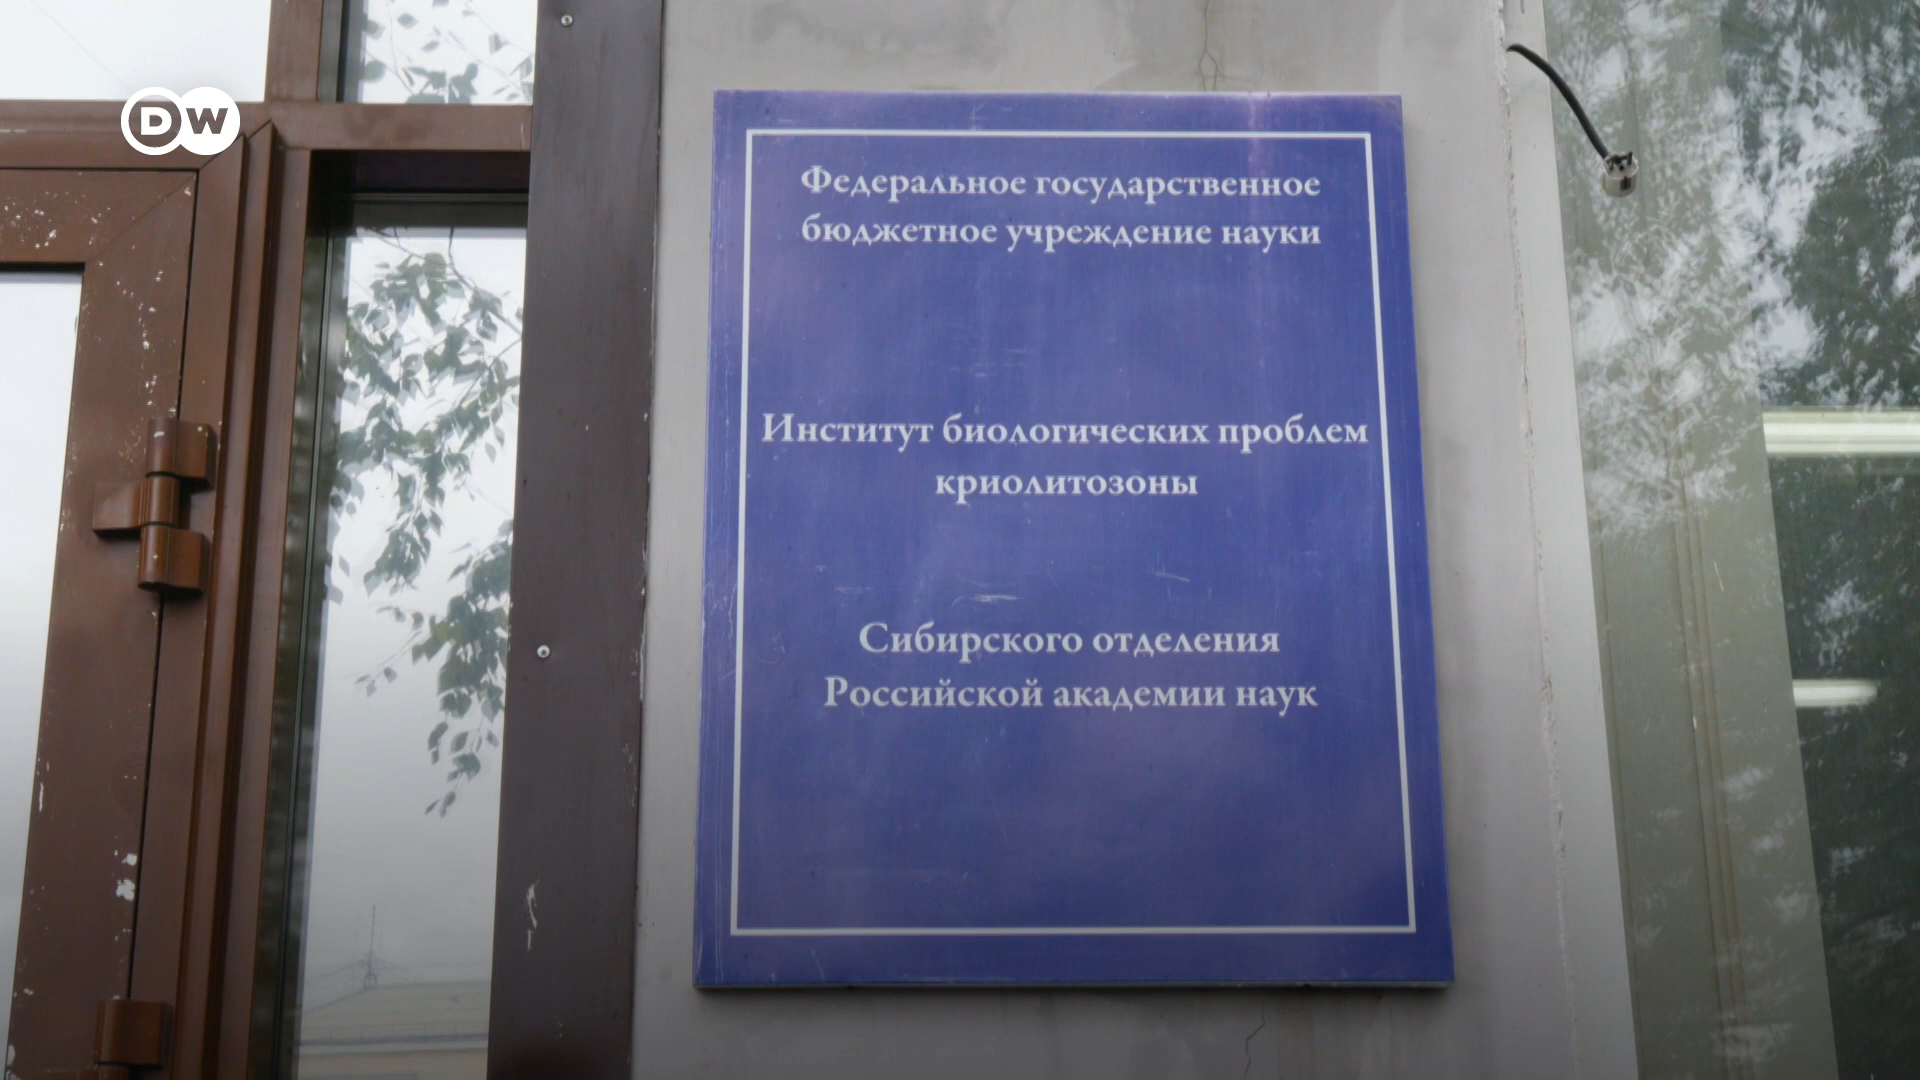 DW
Федеральное государственное
бюджетное учреждение науки
Институт биологических проблем
криолитозоны
Сибирского отделения
Российской академии наук